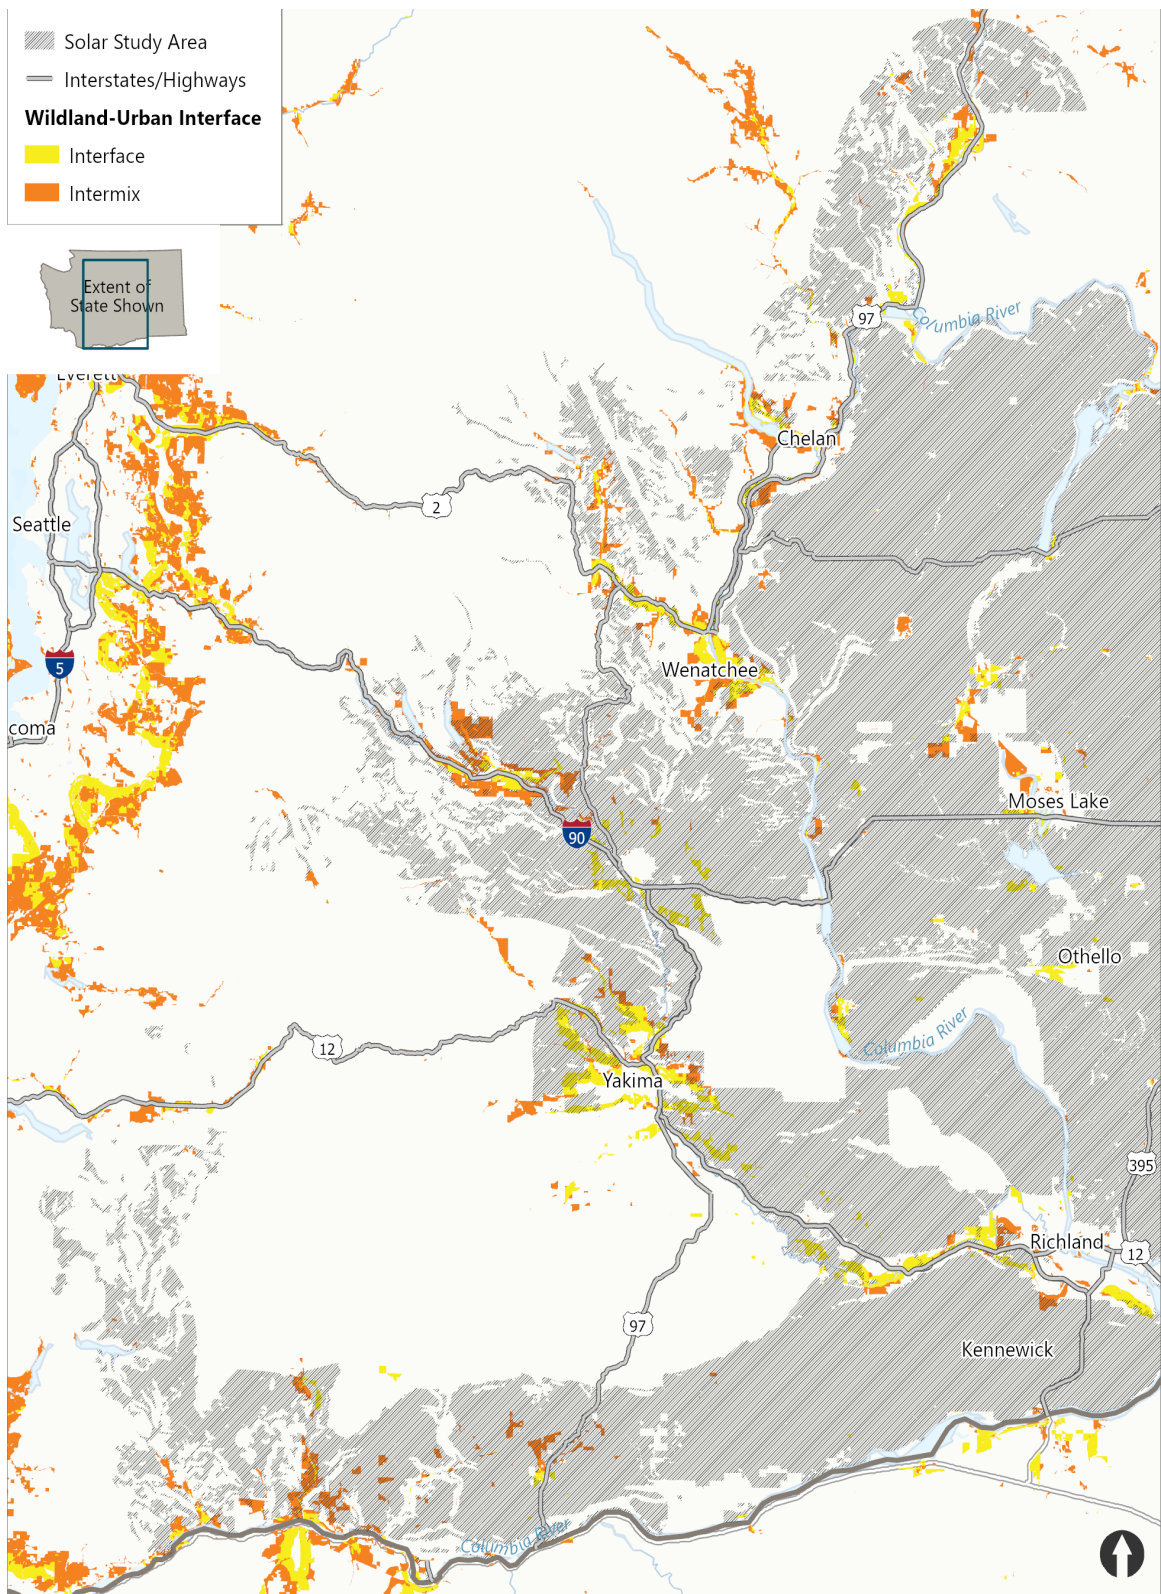 Solar Study Area
Interstates/Highways
Wildland-Urban Interface
Interface
Intermix
Extent of
State Shown
Columbia River
97
Everett
Chelan
2
Seattle
5
Wenatchee
coma
Moses Lake
90
Othello
Columbia River
12
Yakima
395
Richland
12
97
Kennewick
Columbia River